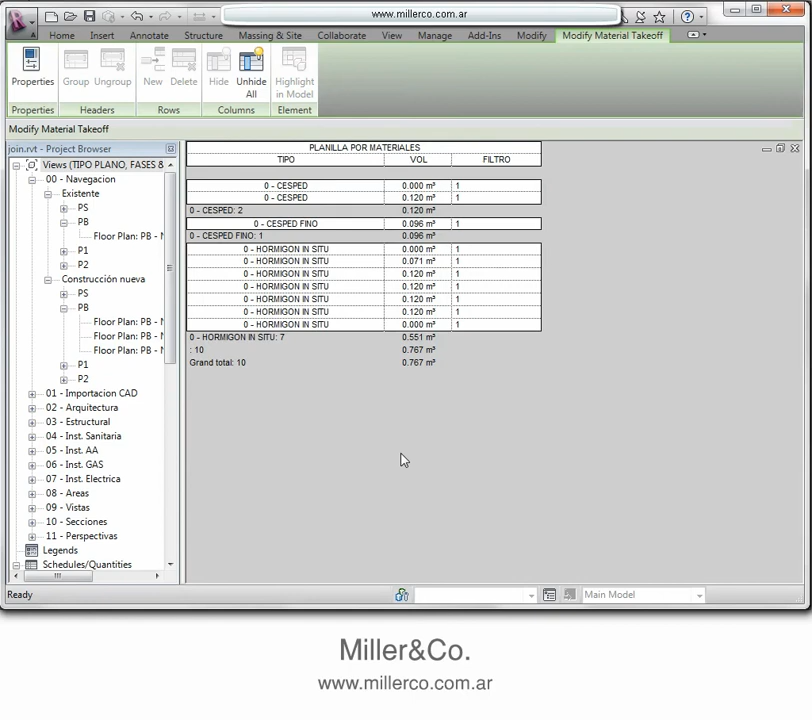 www.millerco.com.ar
Home Insert Annotate Structure Massing & Site Collaborate View Manage Add-Ins Modify Modify Material Takeoff
Properties Group Ungroup New Delete Hide Unhide All Highlight in Model
Properties Headers Rows Columns Element
Modify Material Takeoff
join.rvt - Project Browser
Views (TIPO PLANO, FASES &
00 - Navegacion
Existente
PS
PB
Floor Plan: PB - N
P1
P2
Construcción nueva
PS
PB
Floor Plan: PB - N
Floor Plan: PB - N
Floor Plan: PB - N
P1
P2
01 - Importacion CAD
02 - Arquitectura
03 - Estructural
04 - Inst. Sanitaria
05 - Inst. AA
06 - Inst. GAS
07 - Inst. Electrica
08 - Areas
09 - Vistas
10 - Secciones
11 - Perspectivas
Legends
Schedules/Quantities
PLANILLA POR MATERIALES
TIPO VOL FILTRO
0 - CESPED 0.000 m³ 1
0 - CESPED 0.120 m³ 1
0 - CESPED: 2 0.120 m³
0 - CESPED FINO 0.096 m³ 1
0 - CESPED FINO: 1 0.096 m³
0 - HORMIGON IN SITU 0.000 m³ 1
0 - HORMIGON IN SITU 0.071 m³ 1
0 - HORMIGON IN SITU 0.120 m³ 1
0 - HORMIGON IN SITU 0.120 m³ 1
0 - HORMIGON IN SITU 0.120 m³ 1
0 - HORMIGON IN SITU 0.120 m³ 1
0 - HORMIGON IN SITU 0.000 m³ 1
0 - HORMIGON IN SITU: 7 0.551 m³
: 10 0.767 m³
Grand total: 10 0.767 m³
Ready
Main Model
Miller&Co.
www.millerco.com.ar